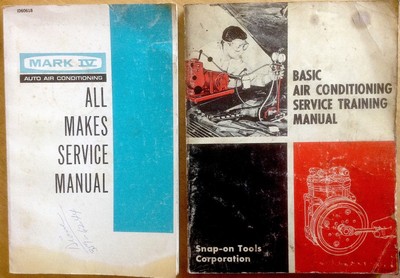 MARK IV
AUTO AIR CONDITIONING
ALL
MAKES
SERVICE
MANUAL
BASIC
AIR CONDITIONING
SERVICE TRAINING
MANUAL
Snap-on Tools
Corporation